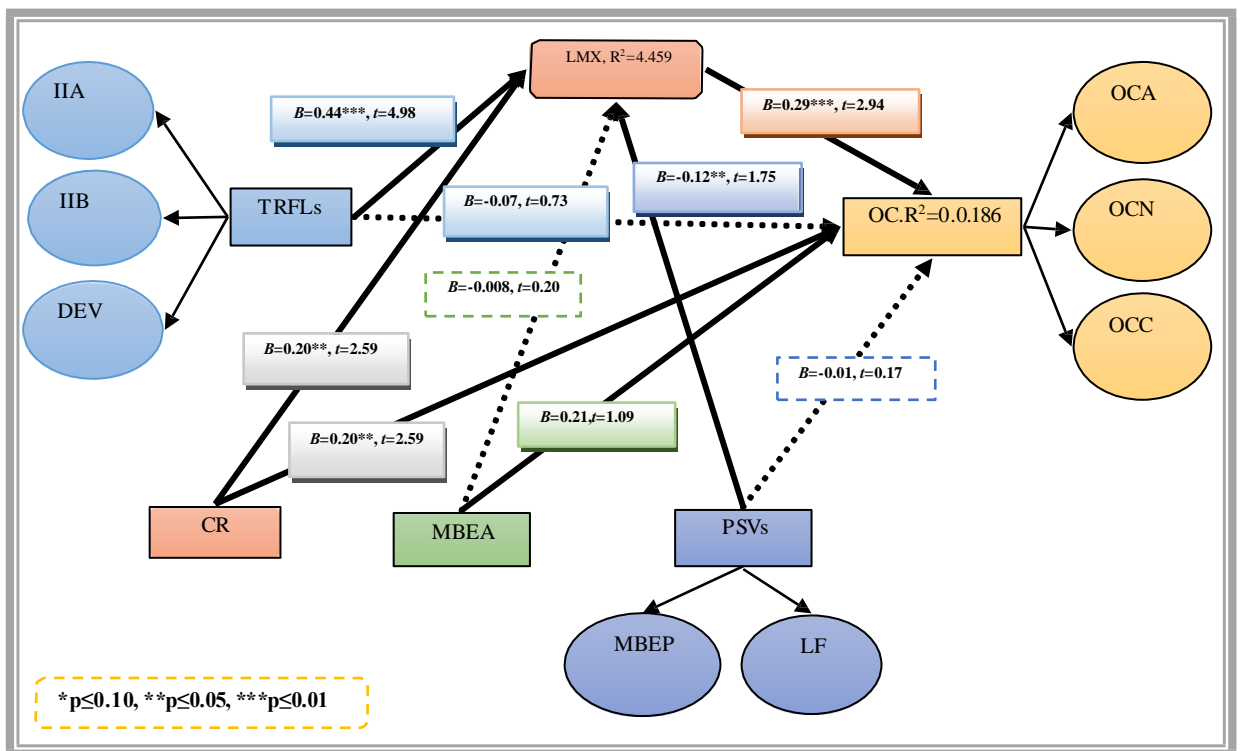 LMX, R²=4.459
IIA
OCA
B=0.44***, t=4.98
B=0.29***, t=2.94
IIB
TRFLs
B=-0.07, t=0.73
B=-0.12**, t=1.75
OC.R²=0.0.186
OCN
B=-0.008, t=0.20
DEV
OCC
B=0.20**, t=2.59
B=-0.01, t=0.17
B=0.20**, t=2.59
B=0.21,t=1.09
CR
MBEA
PSVs
MBEP
LF
*p≤0.10, **p≤0.05, ***p≤0.01